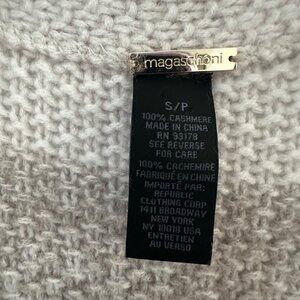 magaschoni
S/P
100% CASHMERE
MADE IN CHINA
RN 93178
SEE REVERSE
FOR CARE
100% CACHEMIRE
FABRIQUE EN CHINE
IMPORTÉ PAR:
REPUBLIC
CLOTHING CORP
1411 BROADWAY
NEW YORK
NY 10018 USA
ENTRETIEN
AU VERSO